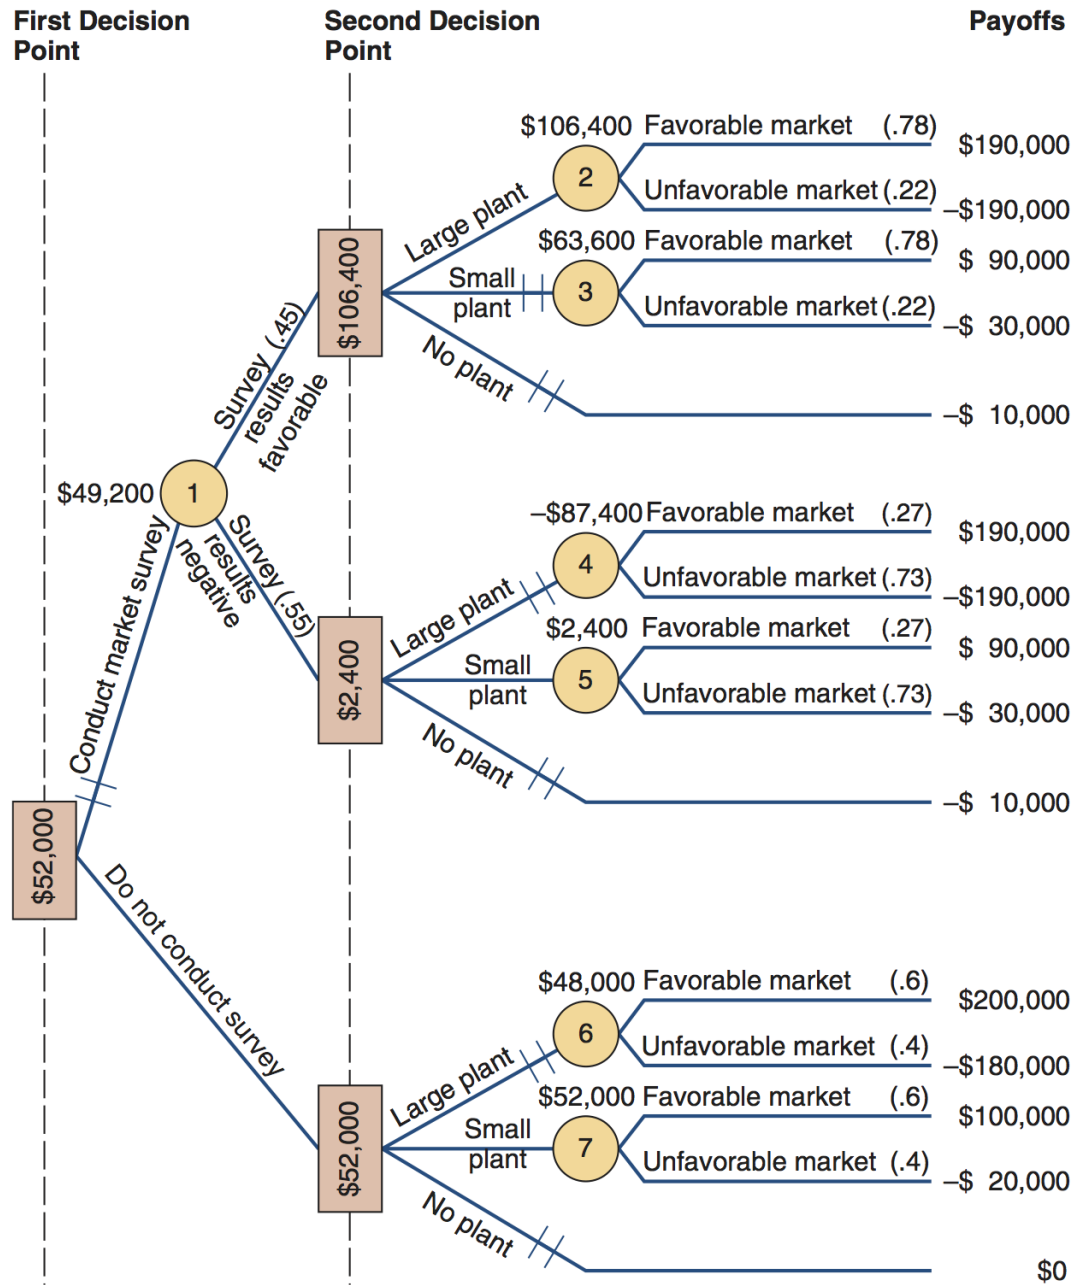 First Decision
Point
Second Decision
Point
Payoffs
$106,400
Favorable market (.78)
$190,000
2
Unfavorable market (.22)
–$190,000
Large plant
$63,600
Favorable market (.78)
$ 90,000
Small
plant
3
Unfavorable market (.22)
–$ 30,000
$106,400
No plant
–$ 10,000
Survey (.45)
results
favorable
$49,200
1
Survey (.55)
results
negative
–$87,400
Favorable market (.27)
$190,000
4
Unfavorable market (.73)
–$190,000
Large plant
$2,400
Favorable market (.27)
$ 90,000
Small
plant
5
Unfavorable market (.73)
–$ 30,000
$2,400
No plant
–$ 10,000
Conduct market survey
$52,000
Do not conduct survey
$48,000
Favorable market (.6)
$200,000
6
Unfavorable market (.4)
–$180,000
Large plant
$52,000
Favorable market (.6)
$100,000
Small
plant
7
Unfavorable market (.4)
–$ 20,000
$52,000
No plant
$0